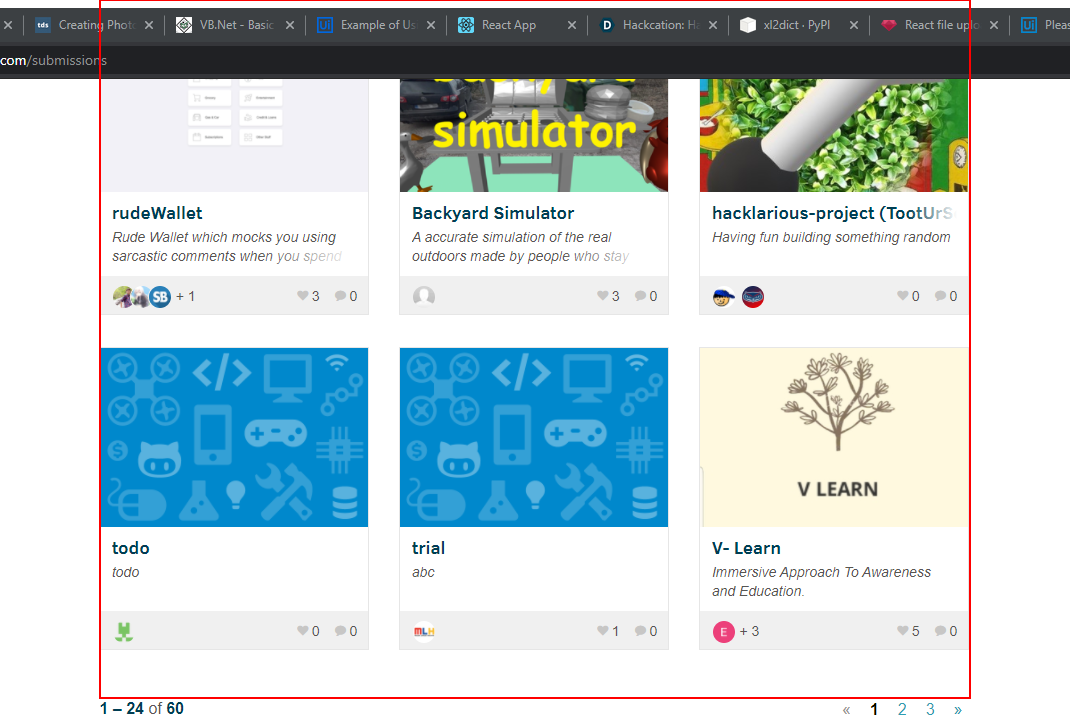 tds Creating Phot
VB.Net - Basic
Ui Example of Us
React App
D Hackcation: Ha
xl2dict · PyPI
React file uplo
Ui Pleas
com/submissions
simulator
rudeWallet
Rude Wallet which mocks you using
sarcastic comments when you spend
+ 1
3
0
Backyard Simulator
A accurate simulation of the real
outdoors made by people who stay
3
0
hacklarious-project (TootUrS
Having fun building something random
0
0
SB
todo
todo
0
0
trial
abc
MLH
1
0
V LEARN
V- Learn
Immersive Approach To Awareness
and Education.
E + 3
5
0
1 – 24 of 60
« 1 2 3 »